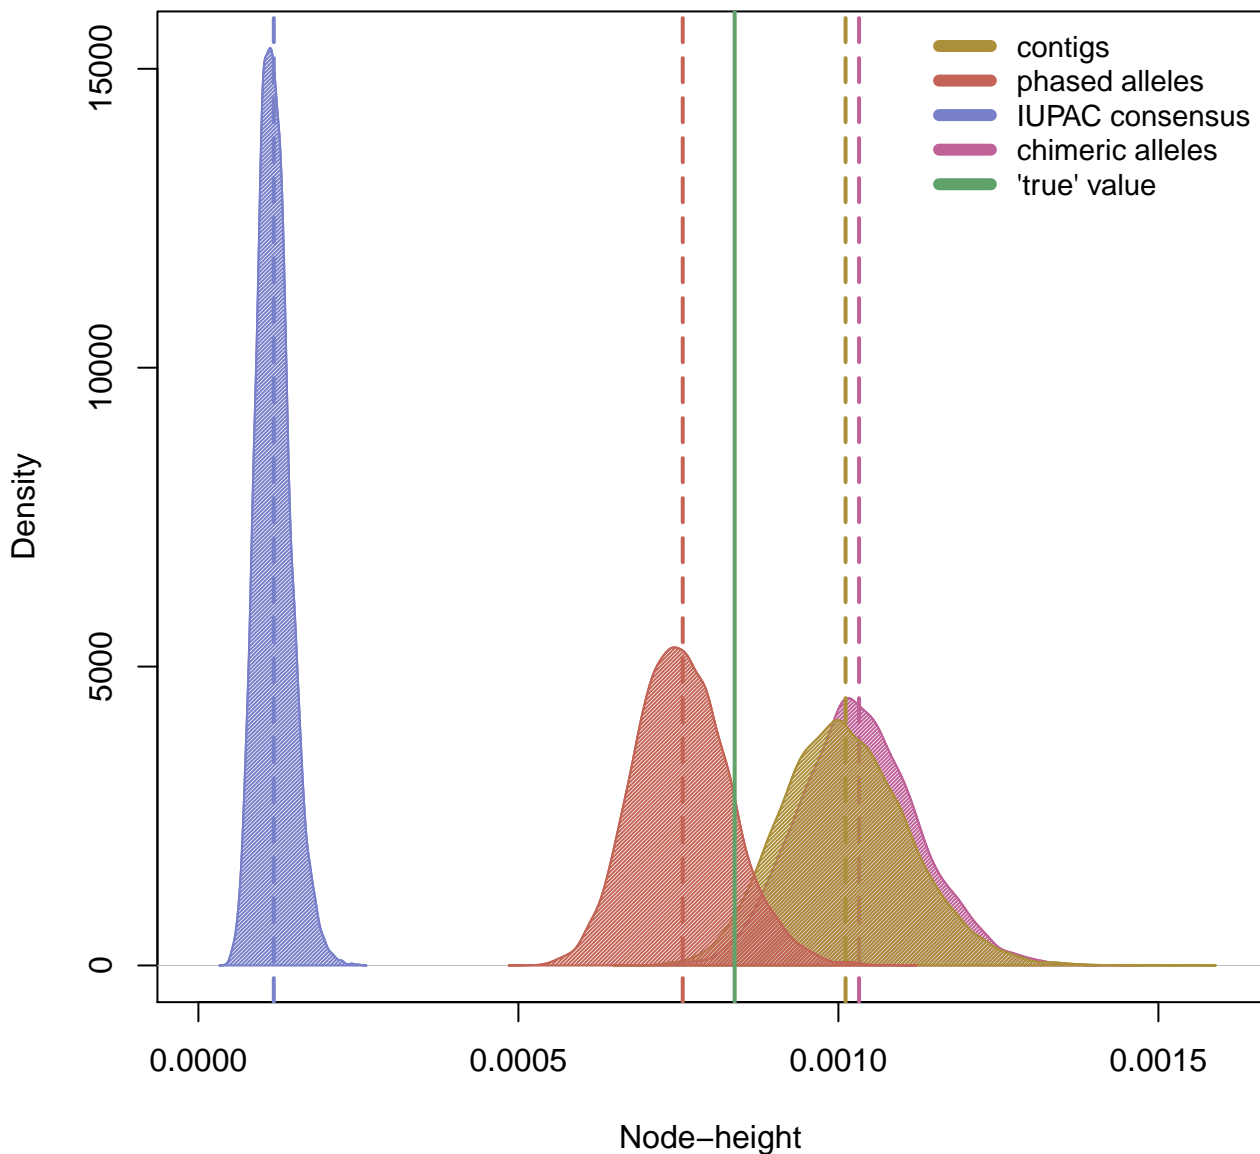 contigs
phased alleles
IUPAC consensus
chimeric alleles
'true' value
15000
10000
5000
0
Density
0.0000 0.0005 0.0010 0.0015
Node−height